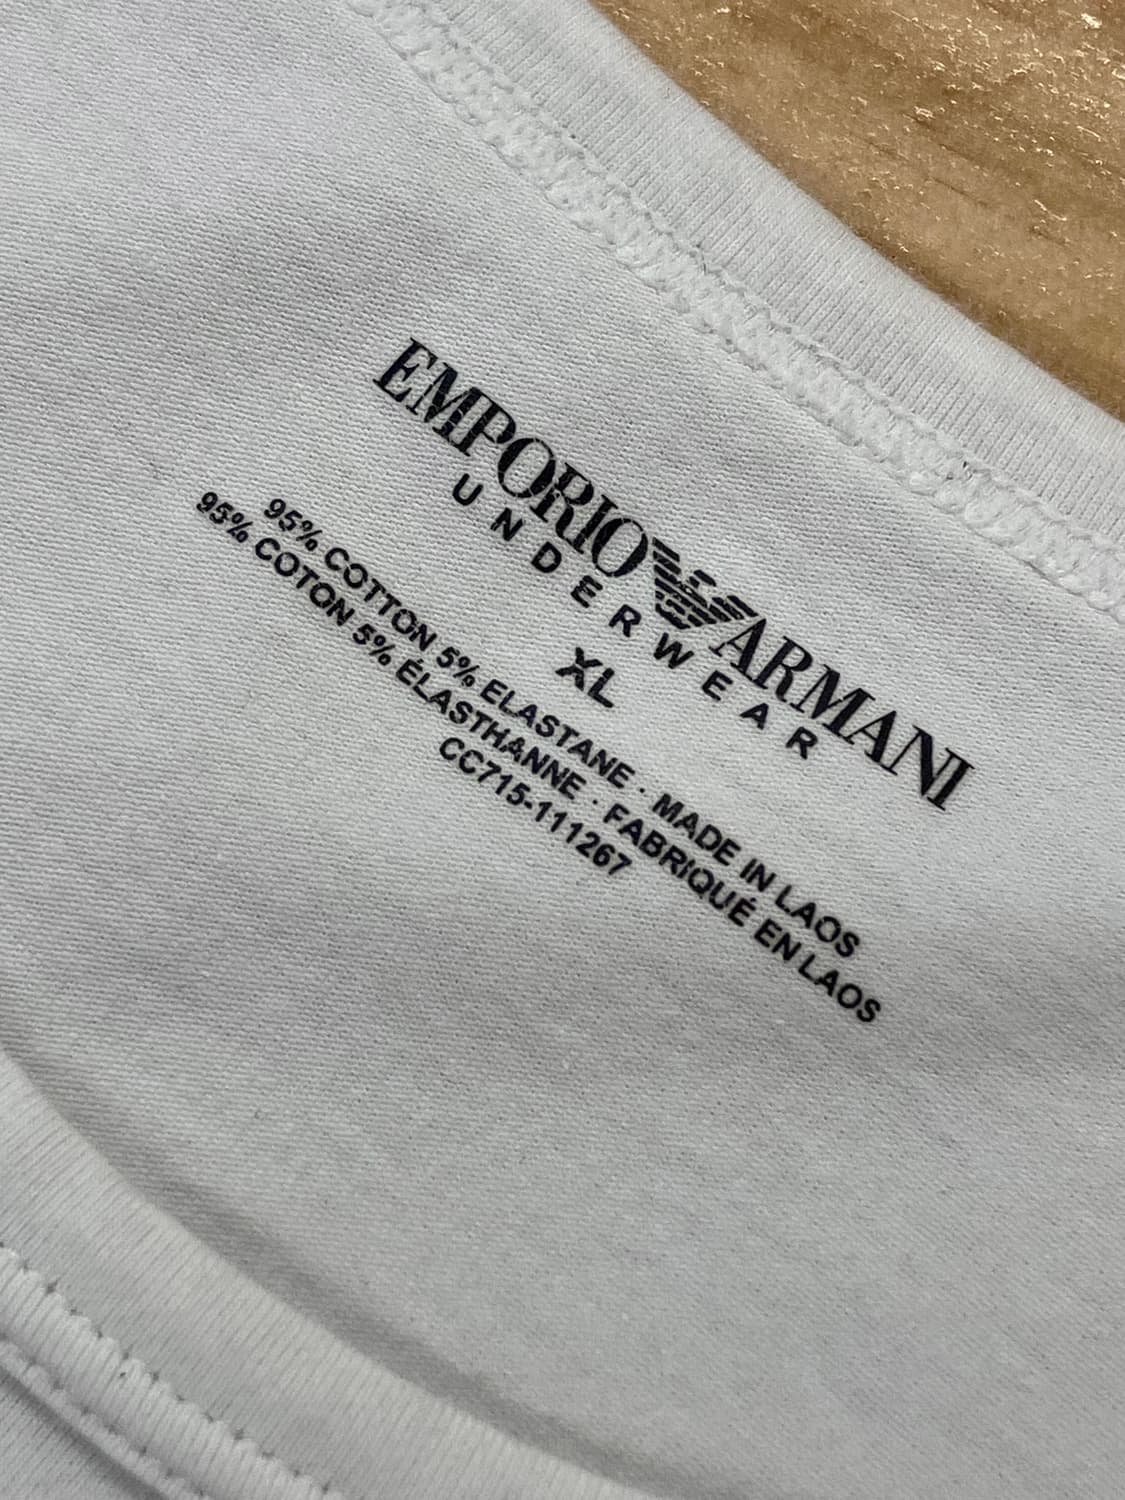 EMPORIO ARMANI
UNDERWEAR
XL
95% COTTON 5% ELASTANE · MADE IN LAOS
95% COTON 5% ÉLASTHANNE · FABRIQUÉ EN LAOS
CC715-111267